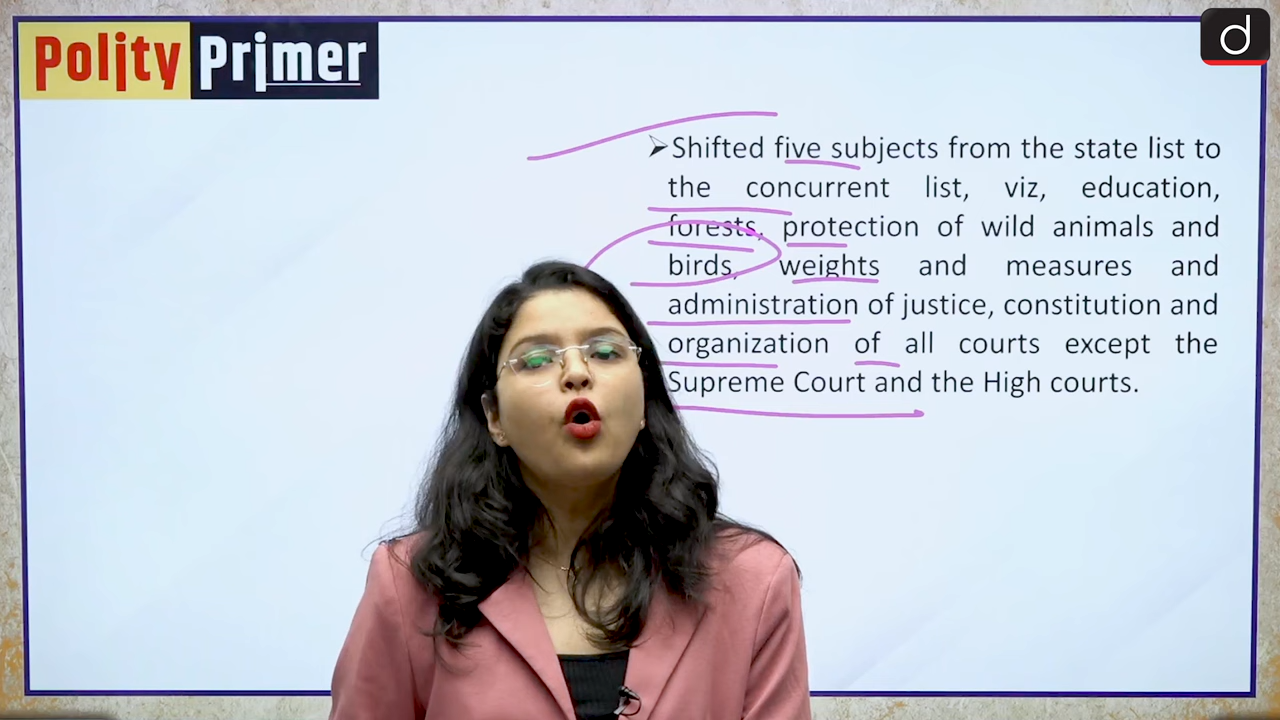 Polity Primer
d
➢Shifted five subjects from the state list to
the concurrent list, viz, education,
forests, protection of wild animals and
birds, weights and measures and
administration of justice, constitution and
organization of all courts except the
Supreme Court and the High courts.